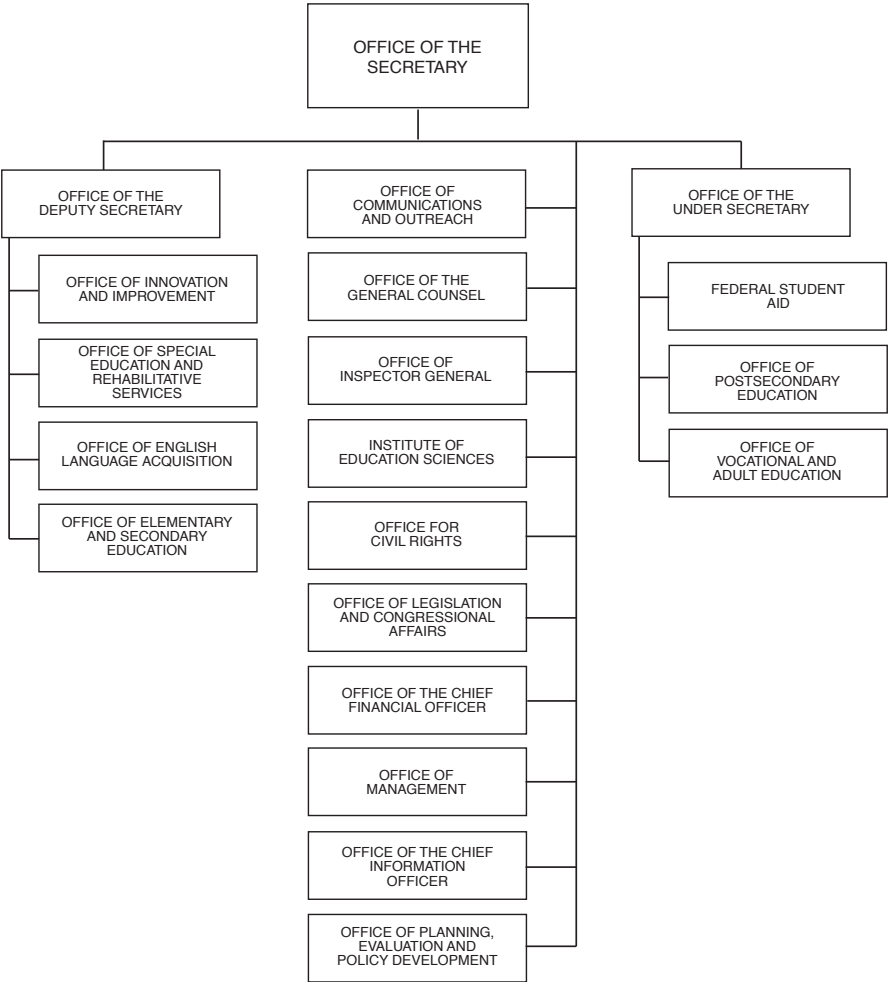 OFFICE OF THE
SECRETARY
OFFICE OF THE
DEPUTY SECRETARY
OFFICE OF INNOVATION
AND IMPROVEMENT
OFFICE OF SPECIAL
EDUCATION AND
REHABILITATIVE
SERVICES
OFFICE OF ENGLISH
LANGUAGE ACQUISITION
OFFICE OF ELEMENTARY
AND SECONDARY
EDUCATION
OFFICE OF
COMMUNICATIONS
AND OUTREACH
OFFICE OF THE
GENERAL COUNSEL
OFFICE OF
INSPECTOR GENERAL
INSTITUTE OF
EDUCATION SCIENCES
OFFICE FOR
CIVIL RIGHTS
OFFICE OF LEGISLATION
AND CONGRESSIONAL
AFFAIRS
OFFICE OF THE CHIEF
FINANCIAL OFFICER
OFFICE OF
MANAGEMENT
OFFICE OF THE CHIEF
INFORMATION
OFFICER
OFFICE OF PLANNING,
EVALUATION AND
POLICY DEVELOPMENT
OFFICE OF THE
UNDER SECRETARY
FEDERAL STUDENT
AID
OFFICE OF
POSTSECONDARY
EDUCATION
OFFICE OF
VOCATIONAL AND
ADULT EDUCATION